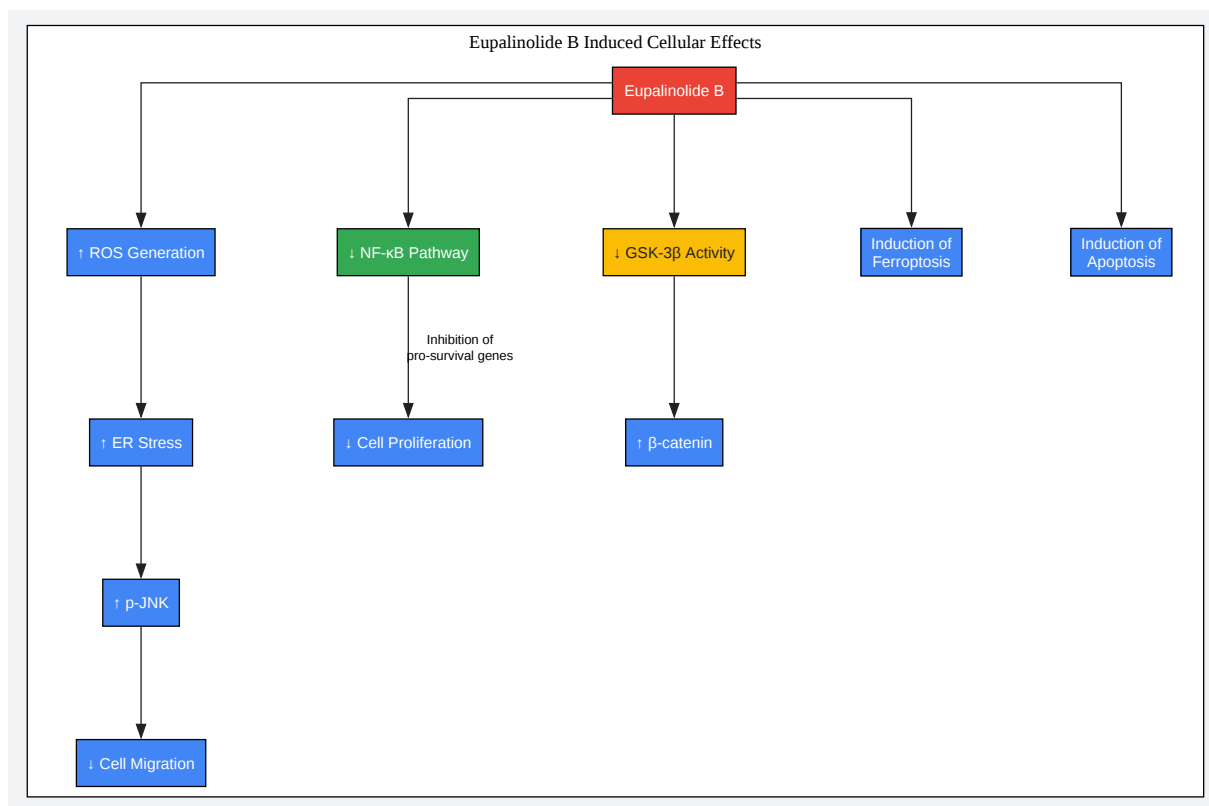 Eupalinolide B Induced Cellular Effects
Eupalinolide B
↑ ROS Generation
↓ NF-κB Pathway
↓ GSK-3β Activity
Induction of
Ferroptosis
Induction of
Apoptosis
Inhibition of
pro-survival genes
↑ ER Stress
↓ Cell Proliferation
↑ β-catenin
↑ p-JNK
↓ Cell Migration